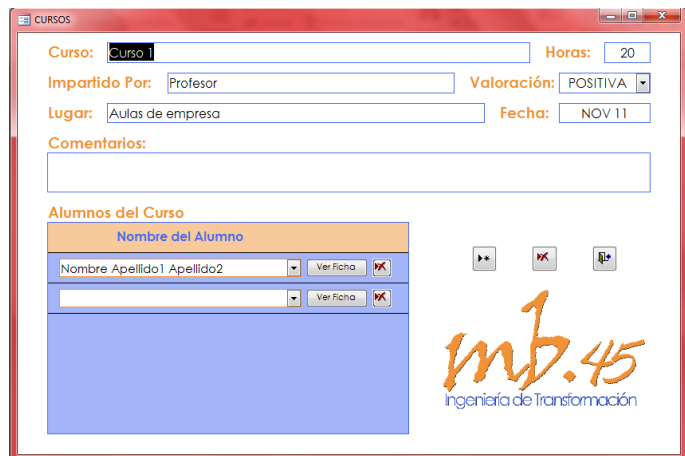 CURSOS
Curso: Curso 1 Horas: 20
Impartido Por: Profesor Valoración: POSITIVA
Lugar: Aulas de empresa Fecha: NOV 11
Comentarios:
Alumnos del Curso
Nombre del Alumno
Nombre Apellido1 Apellido2 Ver Ficha
Ver Ficha
mb.45
Ingeniería de Transformación